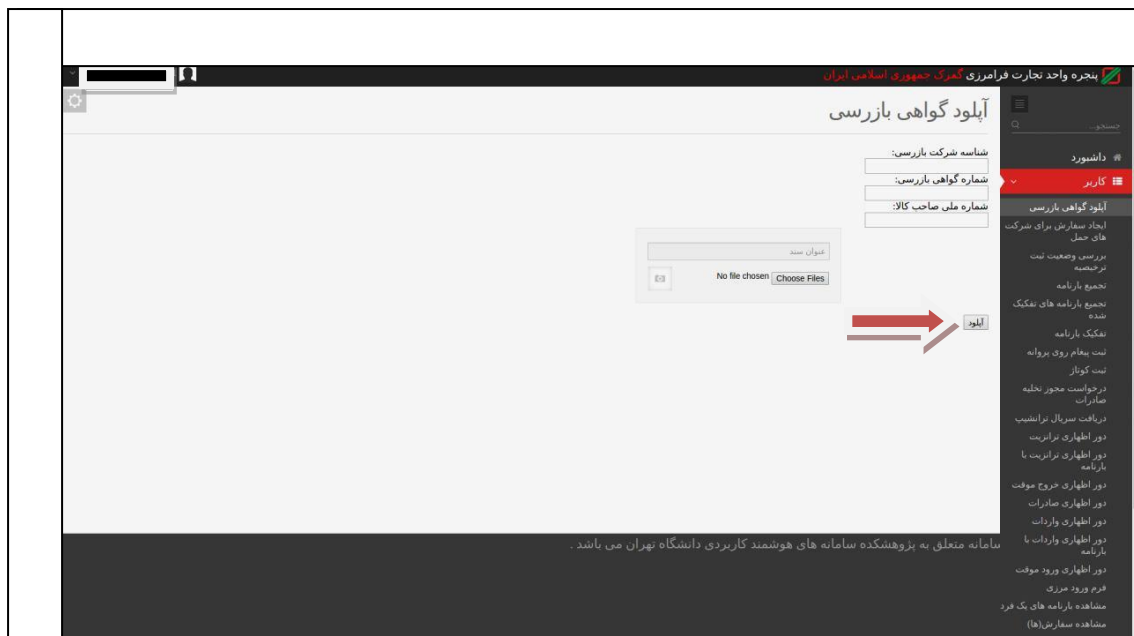 پنجره واحد تجارت فرامرزی گمرک جمهوری اسلامی ایران
جستجو...
داشبورد
کاربر
آپلود گواهی بازرسی
ایجاد سفارش برای شرکت
های حمل
بررسی وضعیت ثبت
ترخیصیه
تجمیع بارنامه
تجمیع بارنامه های تفکیک
شده
تفکیک بارنامه
ثبت پیغام روی پروانه
ثبت کوتاژ
درخواست مجوز تخلیه
صادرات
دریافت سریال ترانشیپ
دور اظهاری ترانزیت
دور اظهاری ترانزیت با
بارنامه
دور اظهاری خروج موقت
دور اظهاری صادرات
دور اظهاری واردات
دور اظهاری واردات با
بارنامه
دور اظهاری ورود موقت
فرم ورود مرزی
مشاهده بارنامه های یک فرد
مشاهده سفارش(ها)
آپلود گواهی بازرسی
شناسه شرکت بازرسی:
شماره گواهی بازرسی:
شماره ملی صاحب کالا:
عنوان سند
Choose Files No file chosen
آپلود
سامانه متعلق به پژوهشکده سامانه های هوشمند کاربردی دانشگاه تهران می باشد .